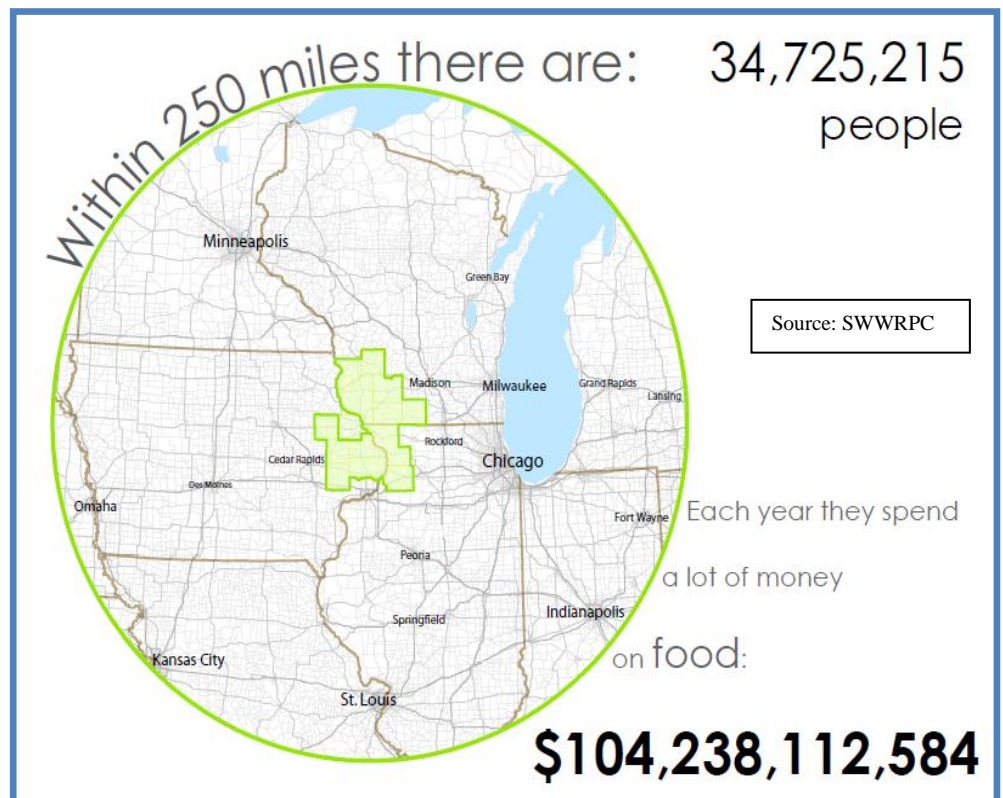 Within 250 miles there are:
34,725,215
people
Minneapolis
Green Bay
Source: SWWRPC
Madison
Milwaukee
Grand Rapids
Lansing
Rockford
Cedar Rapids
Chicago
Des Moines
Omaha
Fort Wayne
Each year they spend
Peoria
a lot of money
Springfield
Indianapolis
Kansas City
on food:
St. Louis
$104,238,112,584